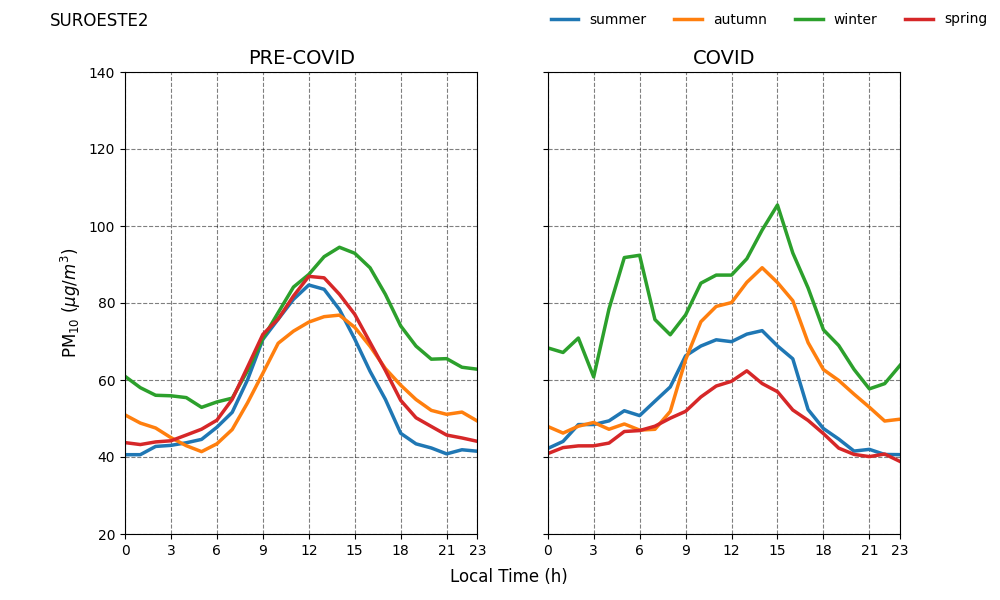 SUROESTE2
summer autumn winter spring
PRE-COVID COVID
140
120
100
80
60
40
20
PM₁₀ (μg/m³)
0 3 6 9 12 15 18 21 23 0 3 6 9 12 15 18 21 23
Local Time (h)